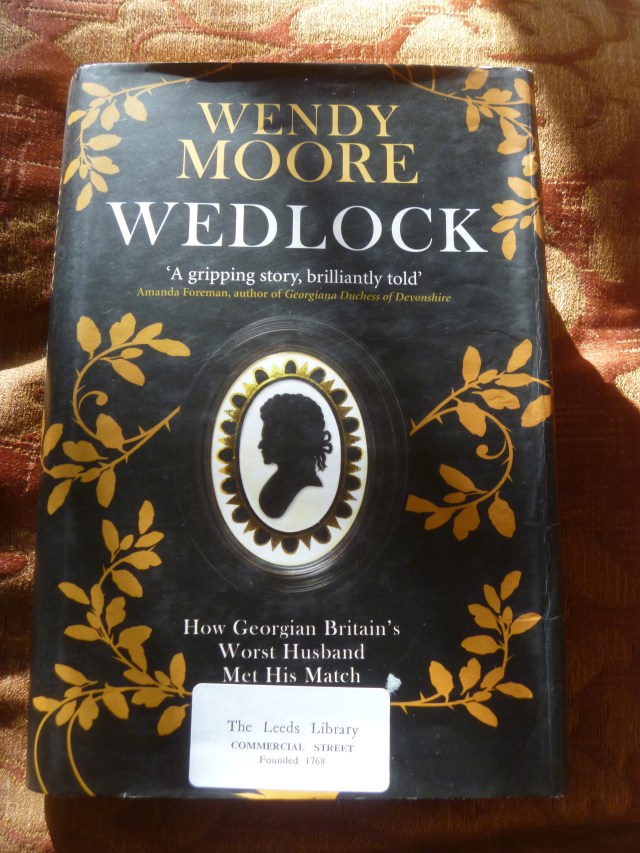 WENDY
MOORE
WEDLOCK
‘A gripping story, brilliantly told’
Amanda Foreman, author of Georgiana Duchess of Devonshire
How Georgian Britain’s
Worst Husband
Met His Match
The Leeds Library
COMMERCIAL STREET
Founded 1768